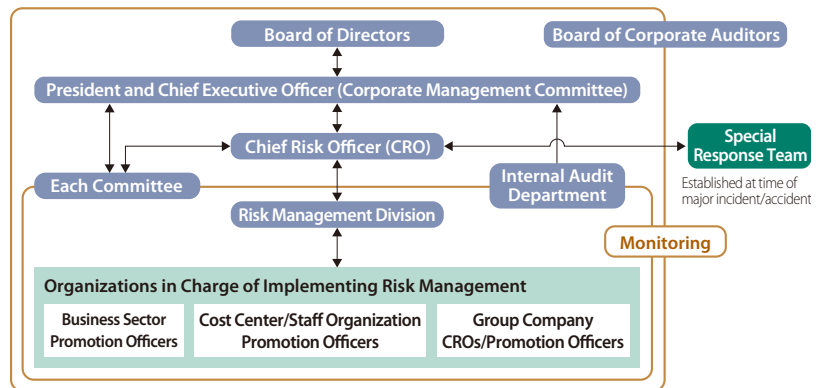 Board of Directors
Board of Corporate Auditors
President and Chief Executive Officer (Corporate Management Committee)
Chief Risk Officer (CRO)
Special
Response Team
Each Committee
Internal Audit
Department
Established at time of
major incident/accident
Risk Management Division
Monitoring
Organizations in Charge of Implementing Risk Management
Business Sector
Promotion Officers
Cost Center/Staff Organization
Promotion Officers
Group Company
CROs/Promotion Officers